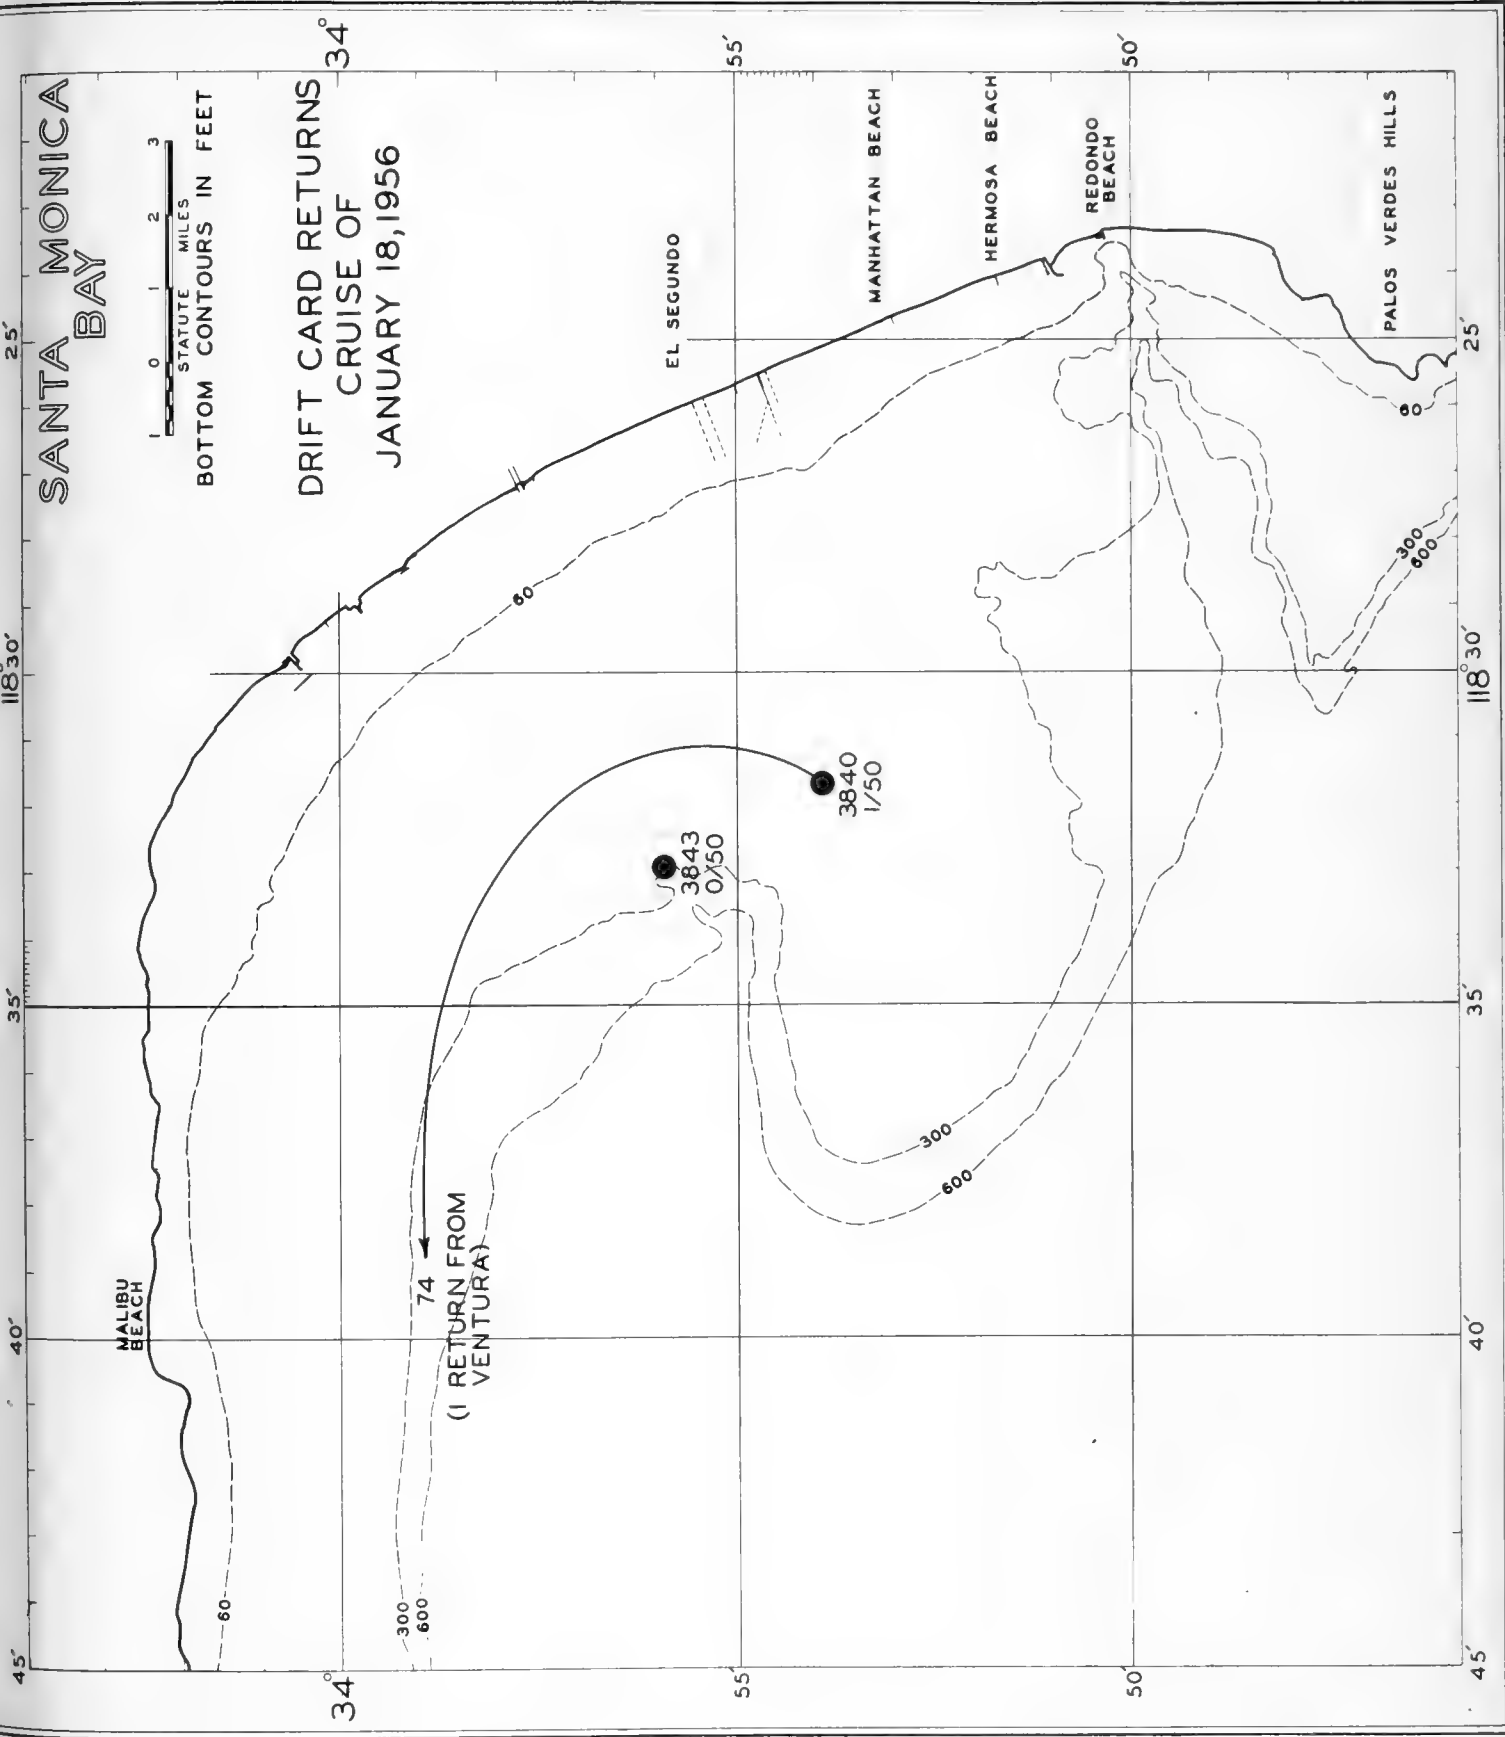 SANTA MONICA
BAY
1 0 1 2 3
STATUTE MILES
BOTTOM CONTOURS IN FEET
DRIFT CARD RETURNS
CRUISE OF
JANUARY 18, 1956
45′
40′
35′
118°30′
25′
34°
55′
50′
34°
55′
50′
45′
40′
35′
118°30′
25′
MALIBU
BEACH
EL SEGUNDO
MANHATTAN BEACH
HERMOSA BEACH
REDONDO
BEACH
PALOS VERDES HILLS
60
60
60
300
600
300
600
300
600
3843
0/50
3840
1/50
74
(1 RETURN FROM
VENTURA)